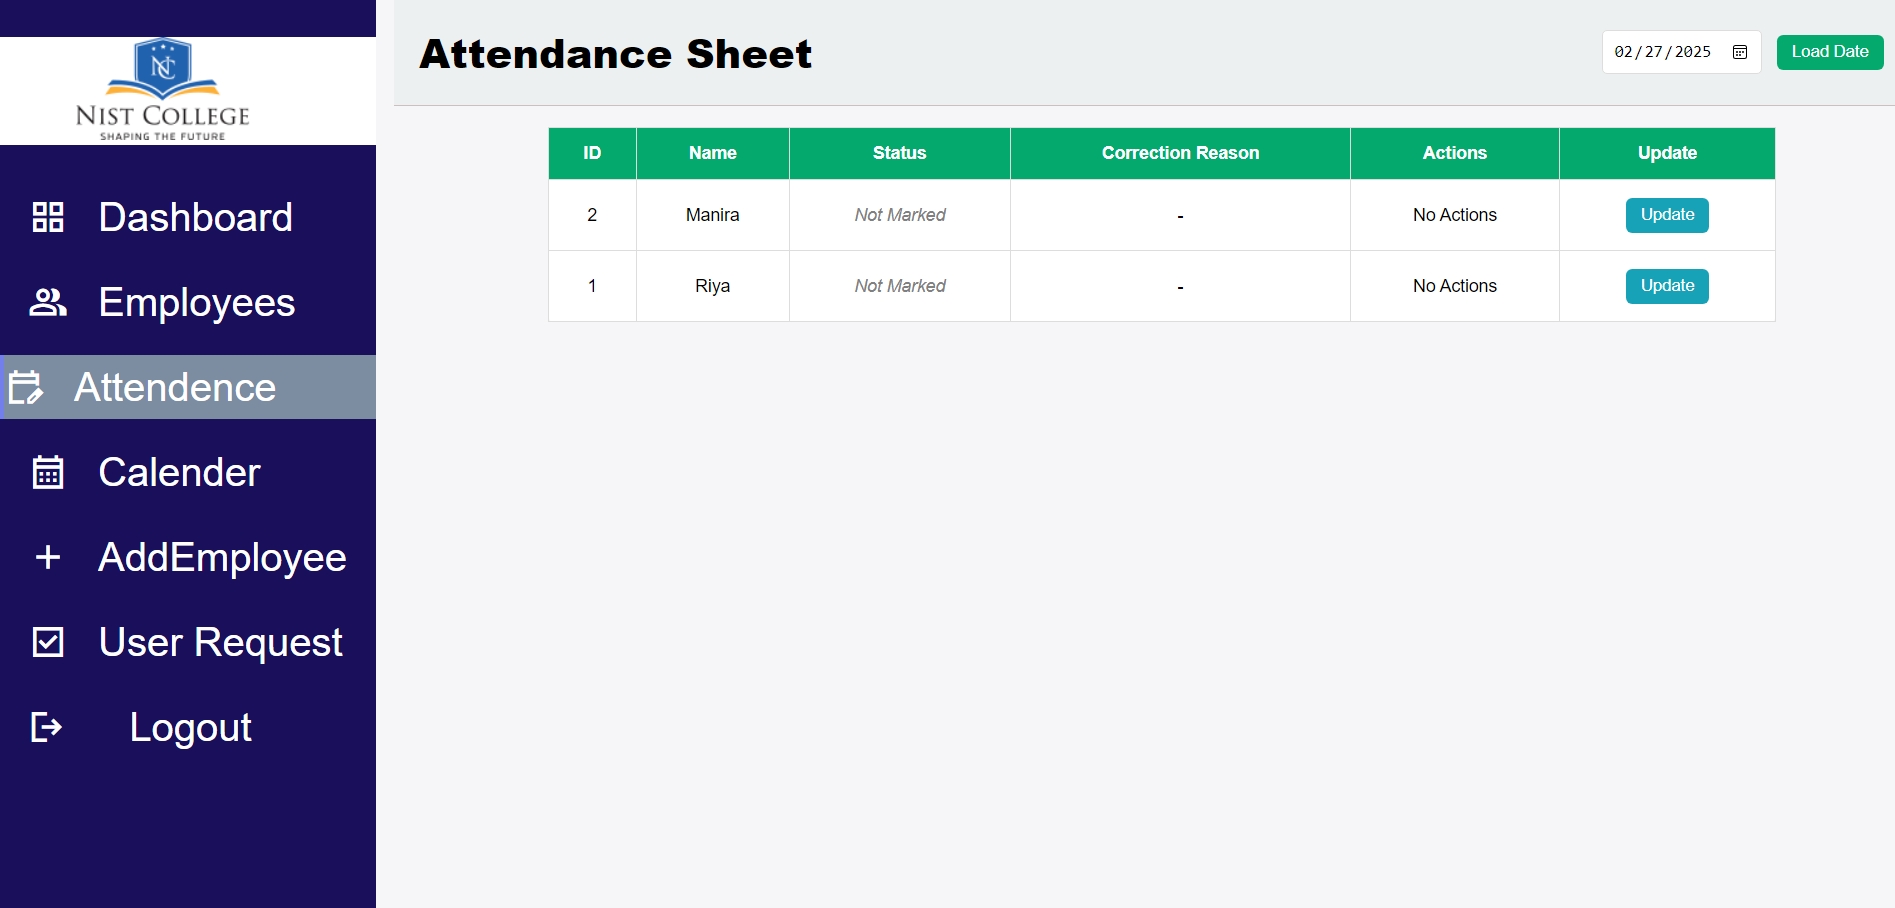 NC
NIST COLLEGE
SHAPING THE FUTURE
Dashboard
Employees
Attendence
Calender
AddEmployee
User Request
Logout
Attendance Sheet
02/27/2025
Load Date
ID Name Status Correction Reason Actions Update
2 Manira Not Marked - No Actions Update
1 Riya Not Marked - No Actions Update